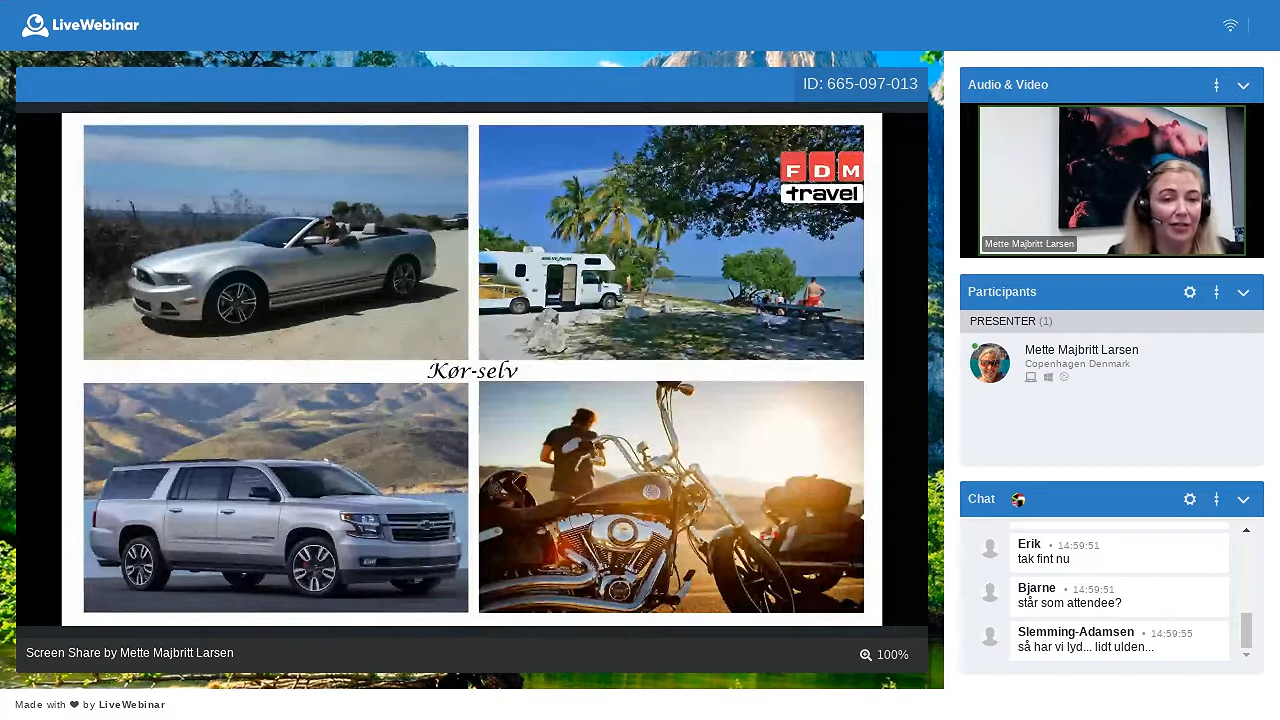 LiveWebinar
ID: 665-097-013
FDM
travel
Kør-selv
Screen Share by Mette Majbritt Larsen
100%
Audio & Video
Mette Majbritt Larsen
Participants
PRESENTER (1)
Mette Majbritt Larsen
Copenhagen Denmark
Chat
Erik • 14:59:51
tak fint nu
Bjarne • 14:59:51
står som attendee?
Slemming-Adamsen • 14:59:55
så har vi lyd... lidt ulden...
Made with ❤ by LiveWebinar